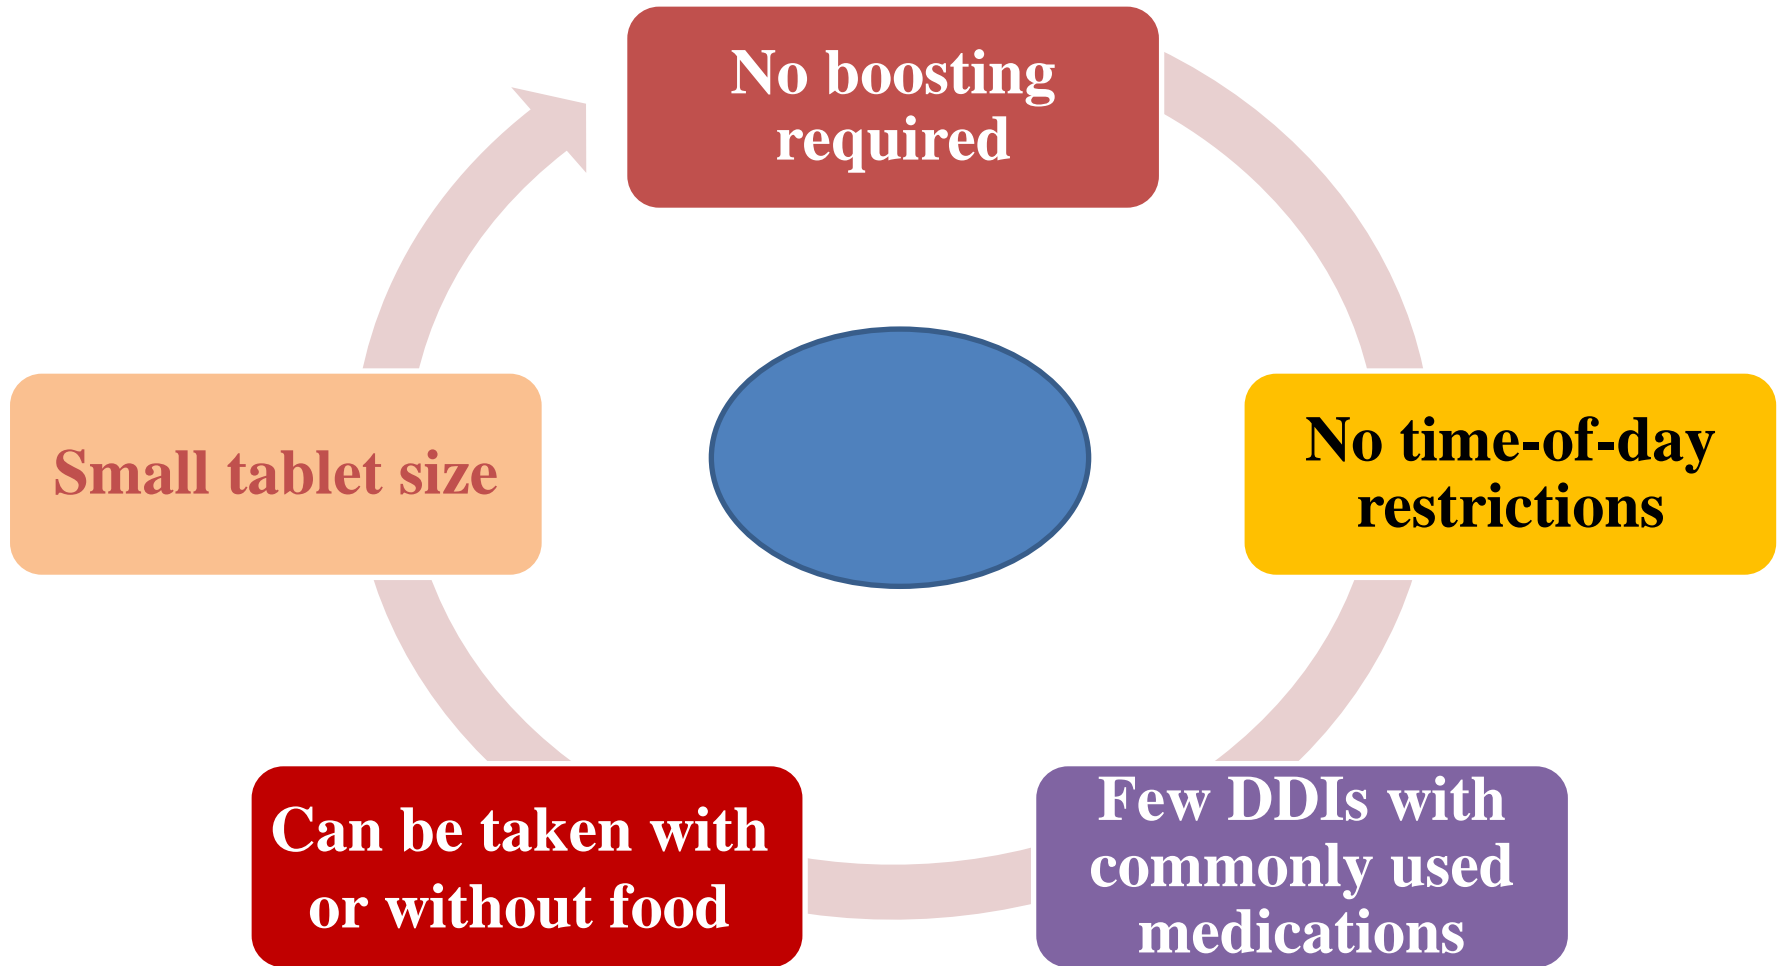 No boosting
required
No time-of-day
restrictions
Few DDIs with
commonly used
medications
Can be taken with
or without food
Small tablet size